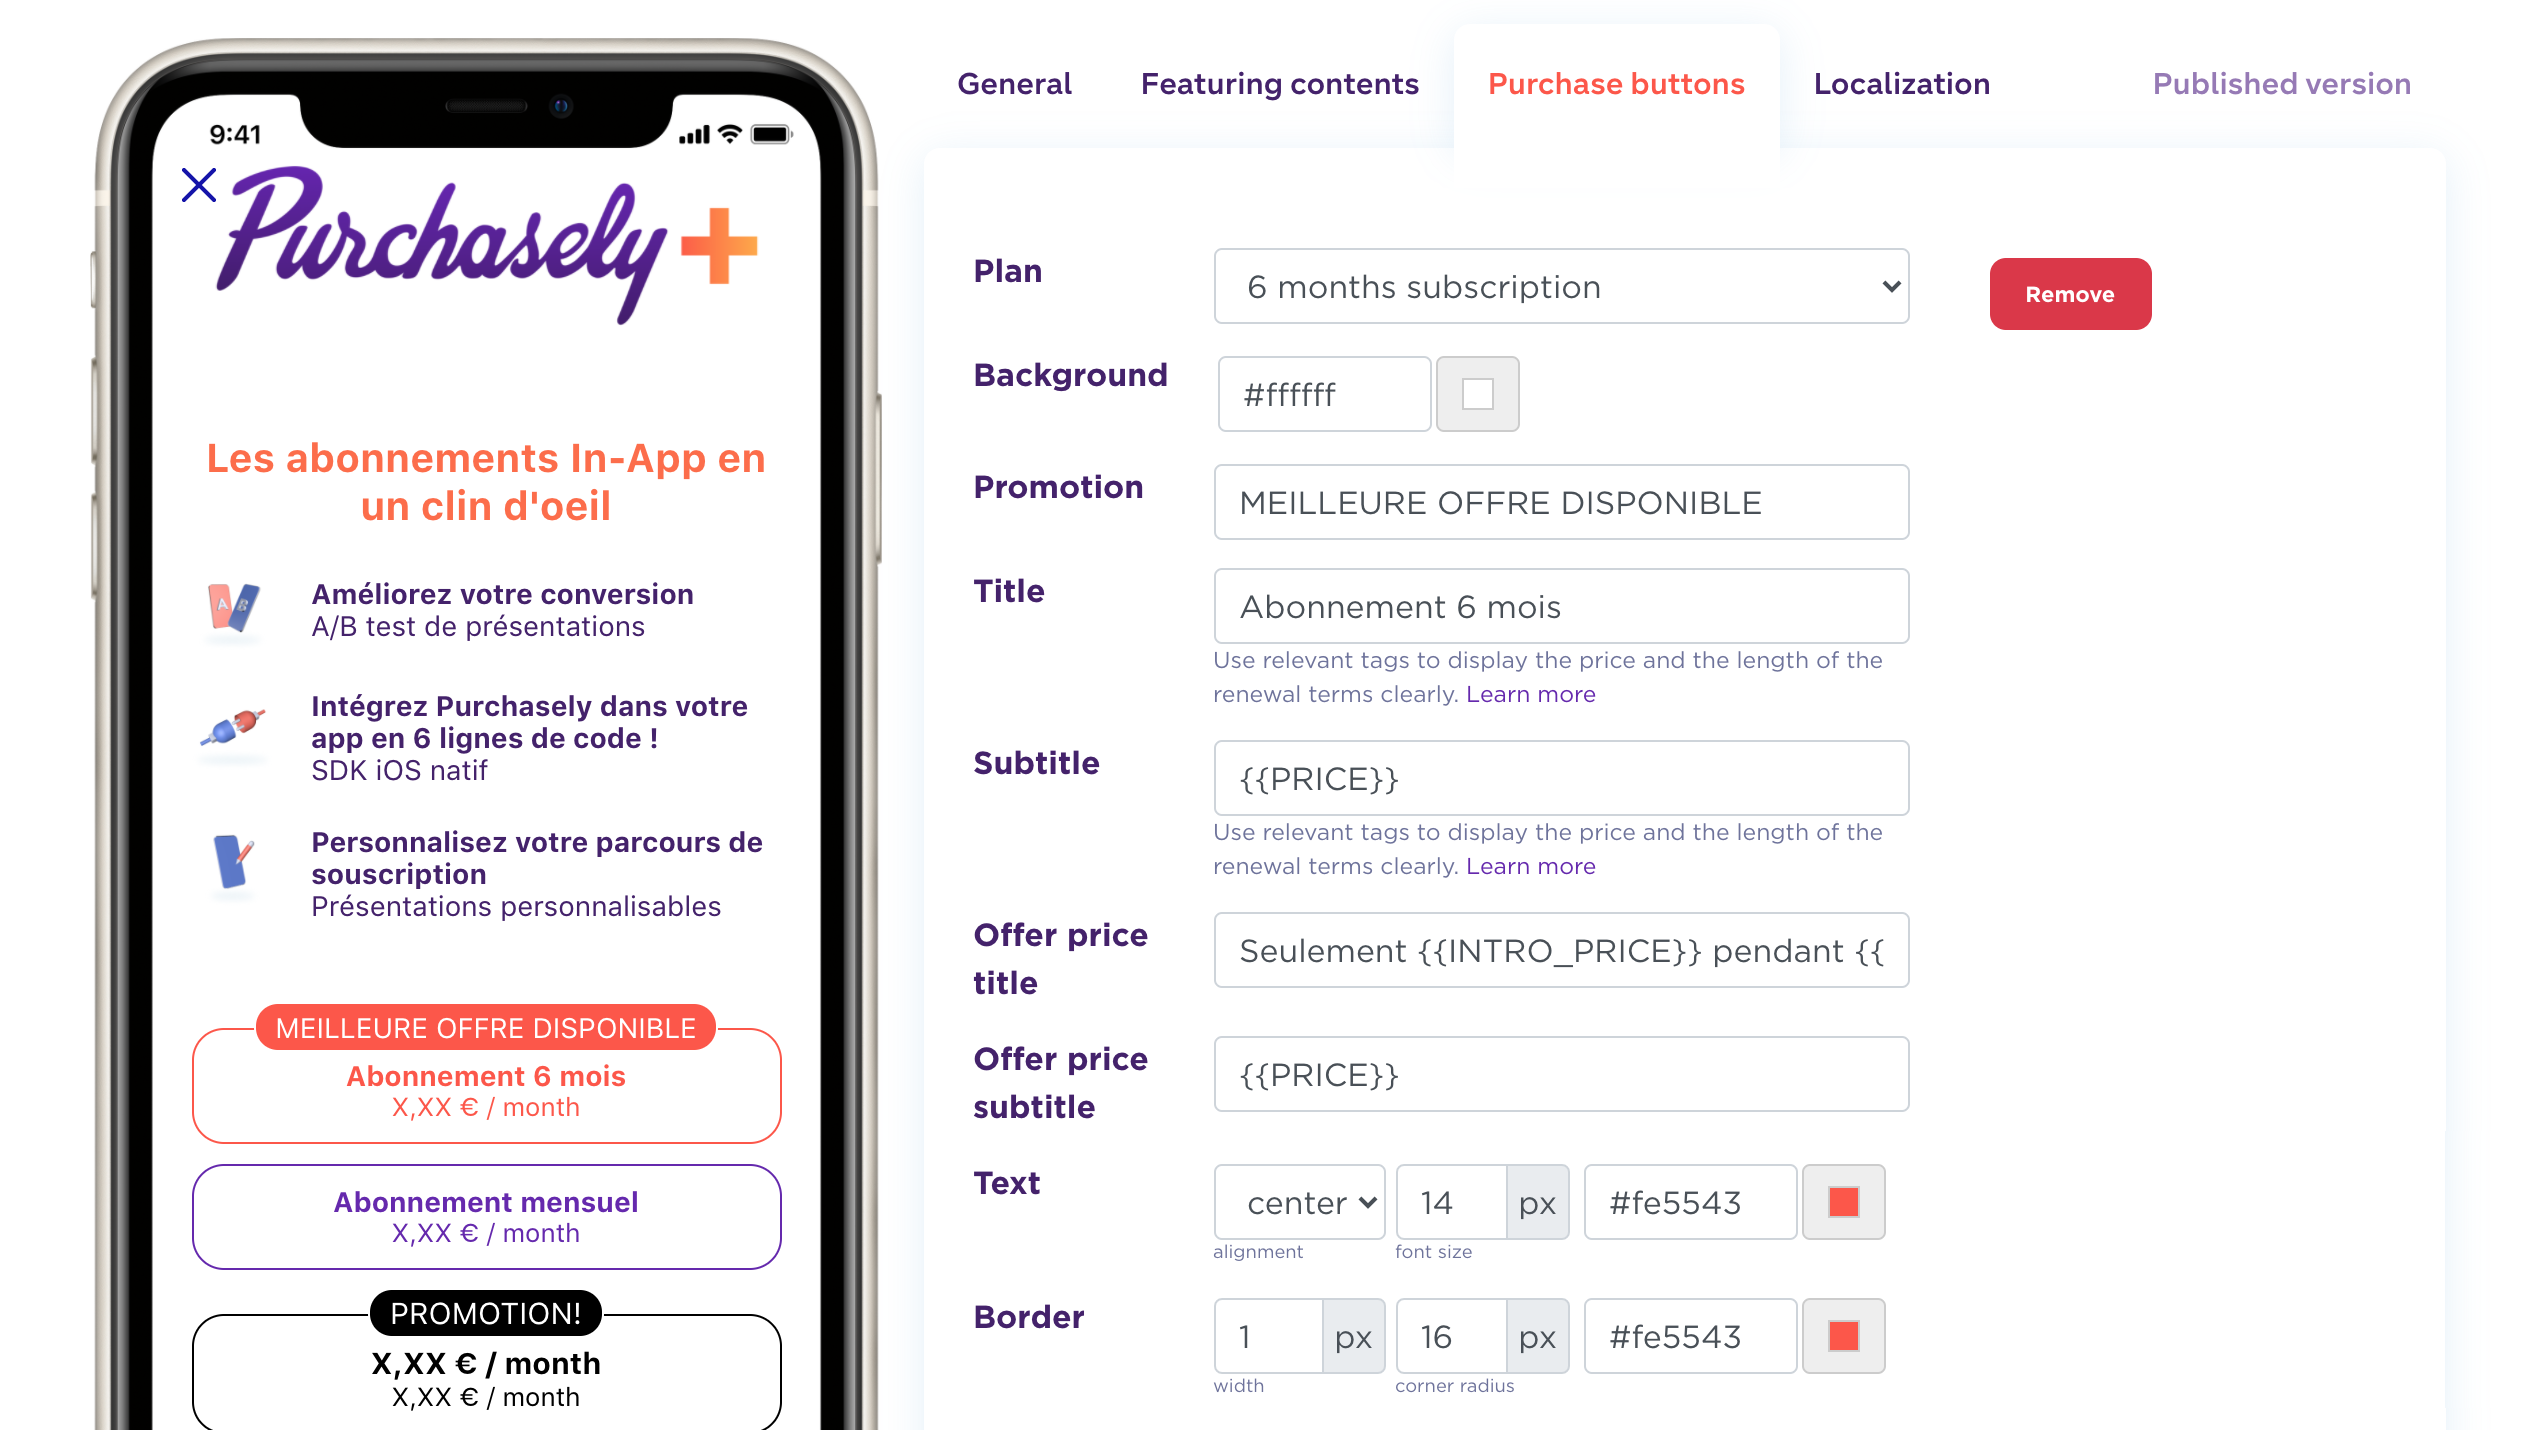 9:41
Purchasely+
Les abonnements In-App en
un clin d'oeil
A B
Améliorez votre conversion
A/B test de présentations
Intégrez Purchasely dans votre
app en 6 lignes de code !
SDK iOS natif
Personnalisez votre parcours de
souscription
Présentations personnalisables
MEILLEURE OFFRE DISPONIBLE
Abonnement 6 mois
X,XX € / month
Abonnement mensuel
X,XX € / month
PROMOTION!
X,XX € / month
X,XX € / month
General
Featuring contents
Purchase buttons
Localization
Published version
Plan
6 months subscription
Remove
Background
#ffffff
Promotion
MEILLEURE OFFRE DISPONIBLE
Title
Abonnement 6 mois
Use relevant tags to display the price and the length of the
renewal terms clearly. Learn more
Subtitle
{{PRICE}}
Use relevant tags to display the price and the length of the
renewal terms clearly. Learn more
Offer price
title
Seulement {{INTRO_PRICE}} pendant {{
Offer price
subtitle
{{PRICE}}
Text
center
14 px
#fe5543
alignment
font size
Border
1 px
16 px
#fe5543
width
corner radius